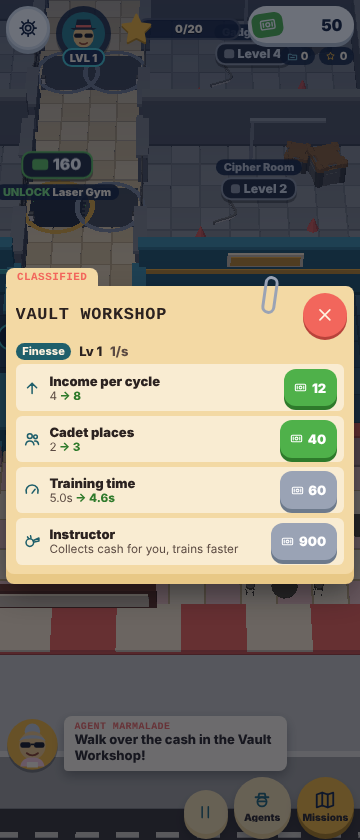 0/20
50
LVL 1
Level 4
0
0
160
Cipher Room
UNLOCK Laser Gym
Level 2
CLASSIFIED
VAULT WORKSHOP
Finesse Lv 1 1/s
Income per cycle
4 → 8
12
Cadet places
2 → 3
40
Training time
5.0s → 4.6s
60
Instructor
Collects cash for you, trains faster
900
AGENT MARMALADE
Walk over the cash in the Vault
Workshop!
Agents
Missions